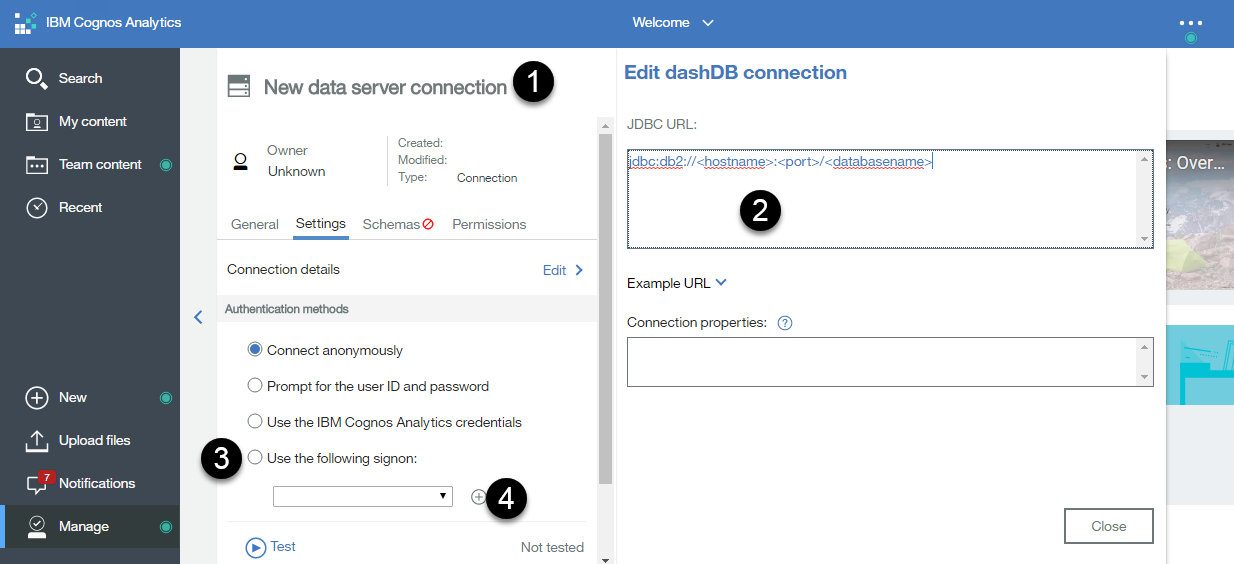 IBM Cognos Analytics
Welcome
Search
My content
Team content
Recent
New
Upload files
7
Notifications
Manage
New data server connection
1
Owner
Unknown
Created:
Modified:
Type: Connection
General Settings Schemas Permissions
Connection details Edit
Authentication methods
Connect anonymously
Prompt for the user ID and password
Use the IBM Cognos Analytics credentials
3
Use the following signon:
4
Test Not tested
Edit dashDB connection
JDBC URL:
jdbc:db2://<hostname>:<port>/<databasename>
2
Example URL
Connection properties: ?
Close
s: Over...